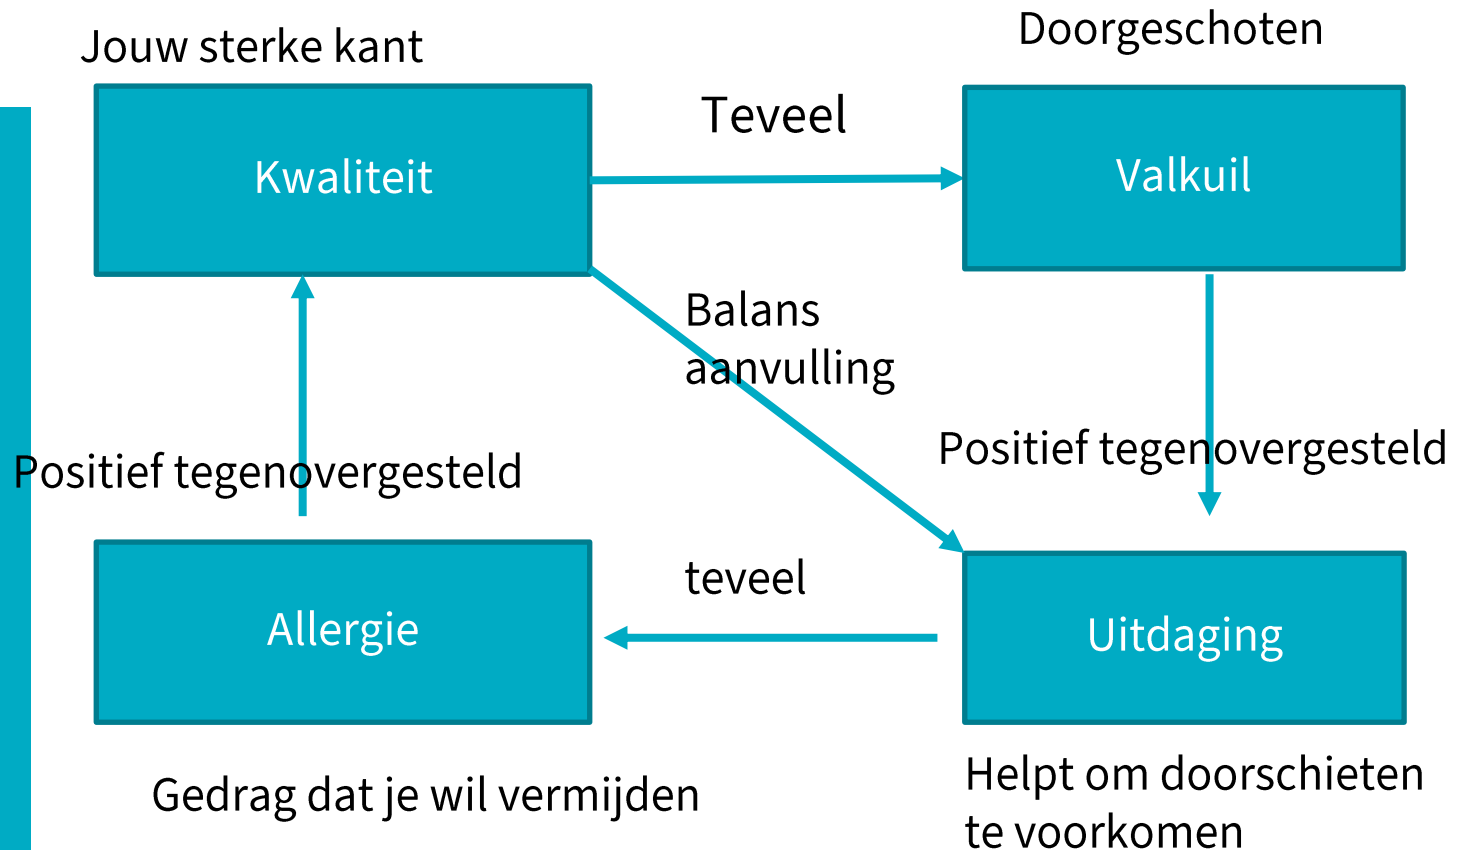 Jouw sterke kant
Doorgeschoten
Kwaliteit
Teveel
Valkuil
Balans
aanvulling
Positief tegenovergesteld
Positief tegenovergesteld
Allergie
teveel
Uitdaging
Gedrag dat je wil vermijden
Helpt om doorschieten
te voorkomen